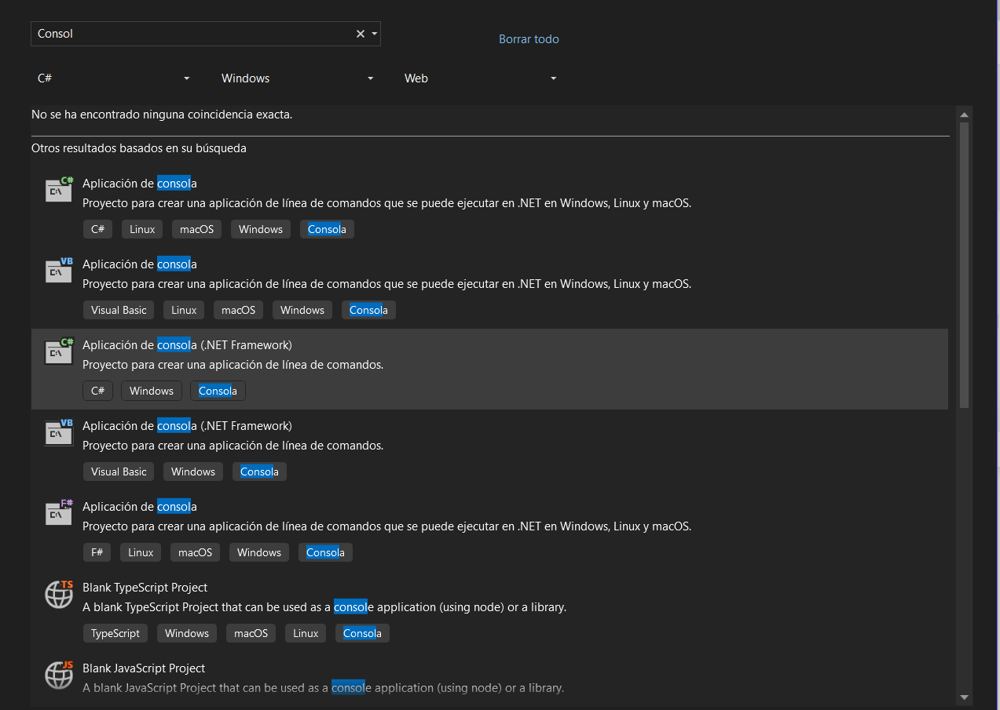 Consol
Borrar todo
C# Windows Web
No se ha encontrado ninguna coincidencia exacta.
Otros resultados basados en su búsqueda
C#
C:\
Aplicación de consola
Proyecto para crear una aplicación de línea de comandos que se puede ejecutar en .NET en Windows, Linux y macOS.
C# Linux macOS Windows Consola
VB
C:\
Aplicación de consola
Proyecto para crear una aplicación de línea de comandos que se puede ejecutar en .NET en Windows, Linux y macOS.
Visual Basic Linux macOS Windows Consola
C#
C:\
Aplicación de consola (.NET Framework)
Proyecto para crear una aplicación de línea de comandos.
C# Windows Consola
VB
C:\
Aplicación de consola (.NET Framework)
Proyecto para crear una aplicación de línea de comandos.
Visual Basic Windows Consola
F#
C:\
Aplicación de consola
Proyecto para crear una aplicación de línea de comandos que se puede ejecutar en .NET en Windows, Linux y macOS.
F# Linux macOS Windows Consola
TS
Blank TypeScript Project
A blank TypeScript Project that can be used as a console application (using node) or a library.
TypeScript Windows macOS Linux Consola
JS
Blank JavaScript Project
A blank JavaScript Project that can be used as a console application (using node) or a library.